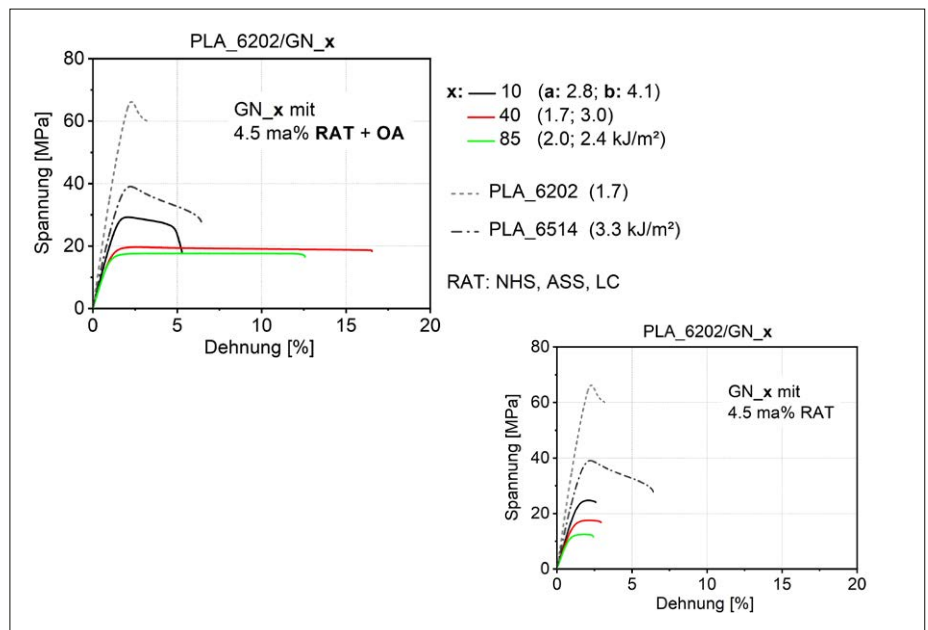 PLA_6202/GN_x
80
60
40
20
0
Spannung [MPa]
GN_x mit
4.5 ma% RAT + OA
0 5 10 15 20
Dehnung [%]
x: 10 (a: 2.8; b: 4.1)
40 (1.7; 3.0)
85 (2.0; 2.4 kJ/m²)
PLA_6202 (1.7)
PLA_6514 (3.3 kJ/m²)
RAT: NHS, ASS, LC
PLA_6202/GN_x
80
60
40
20
0
Spannung [MPa]
GN_x mit
4.5 ma% RAT
0 5 10 15 20
Dehnung [%]